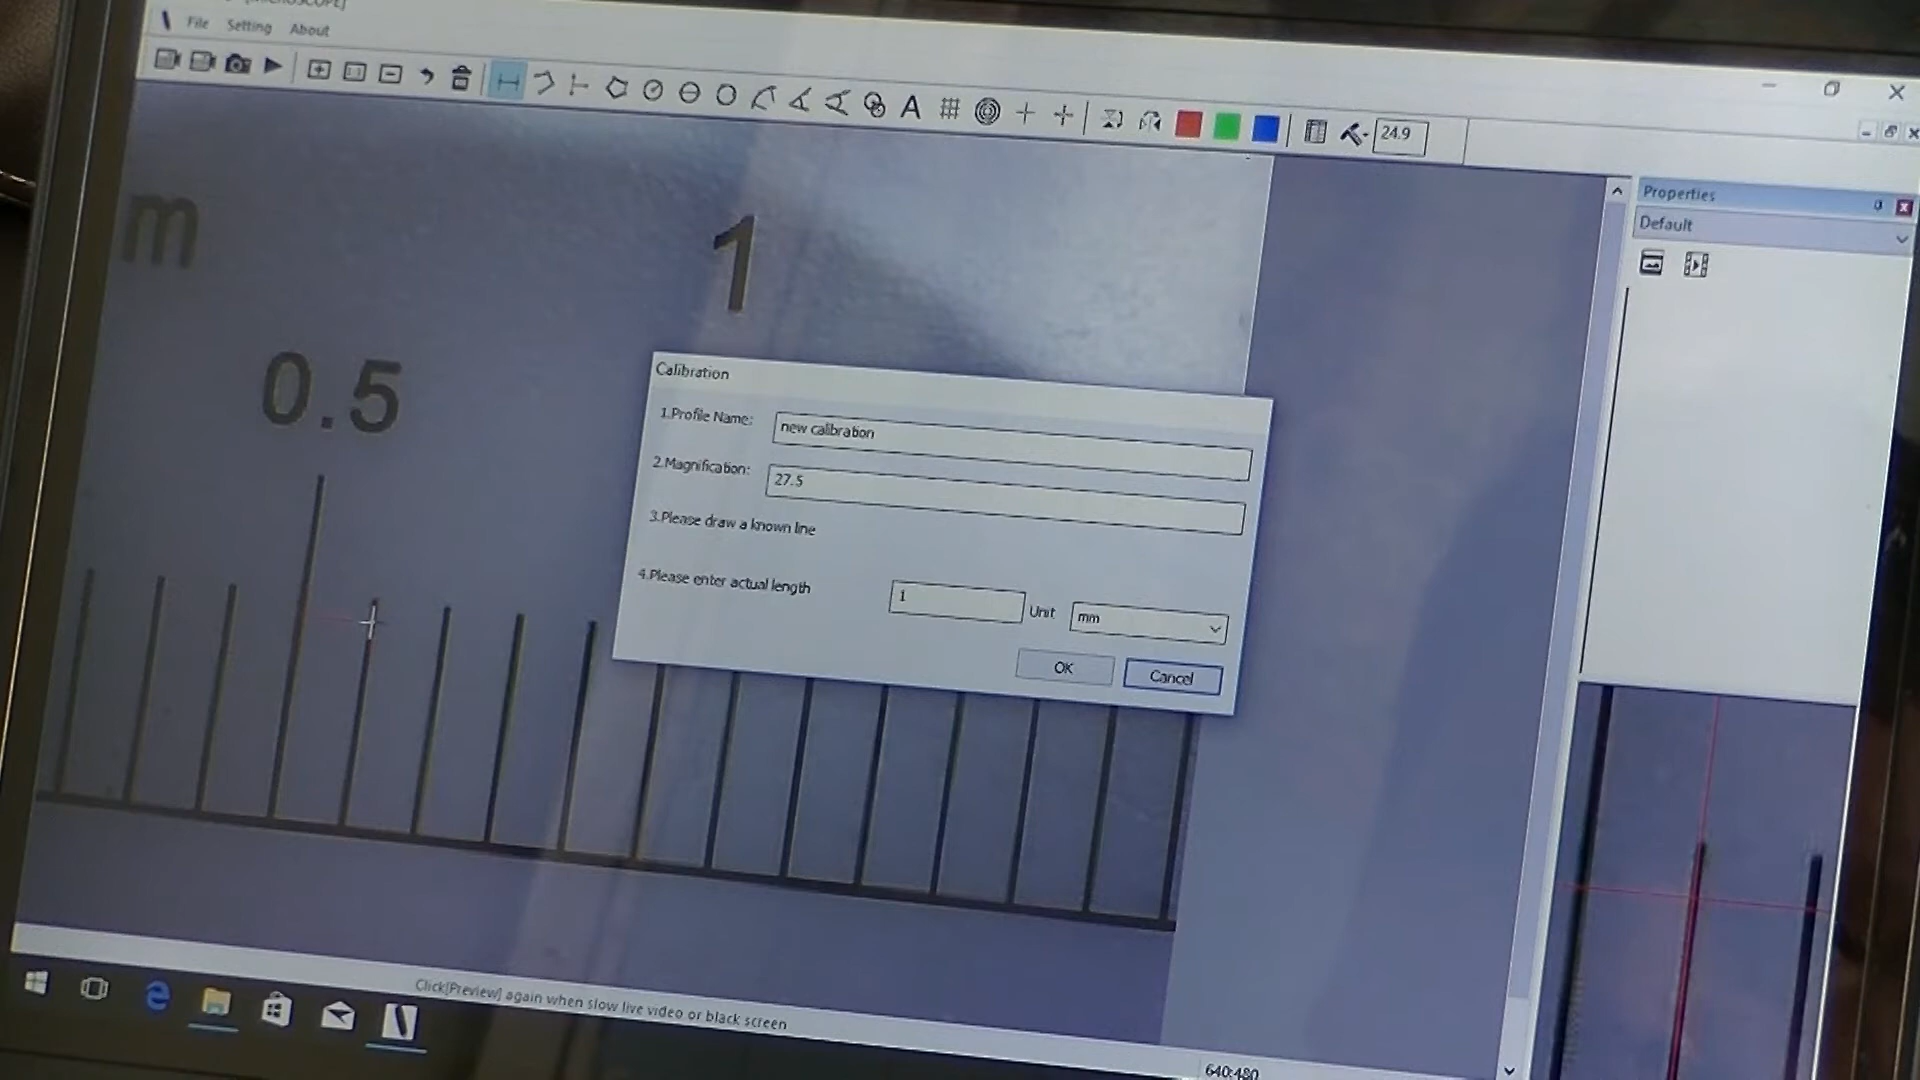 File Setting About
24.9
Properties
Default
m
1
0.5
Calibration
1.Profile Name: new calibration
2.Magnification: 27.5
3.Please draw a known line
4.Please enter actual length 1 Unit mm
OK Cancel
Click[Preview] again when slow live video or black screen
640:480